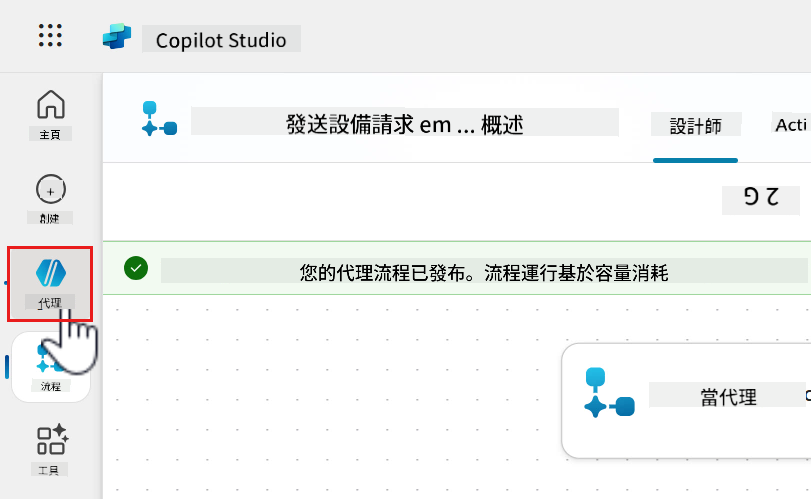 Copilot Studio
主頁
創建
代理
流程
工具
發送設備請求 em ... 概述
設計師
Acti
您的代理流程已發布。流程運行基於容量消耗
當代理